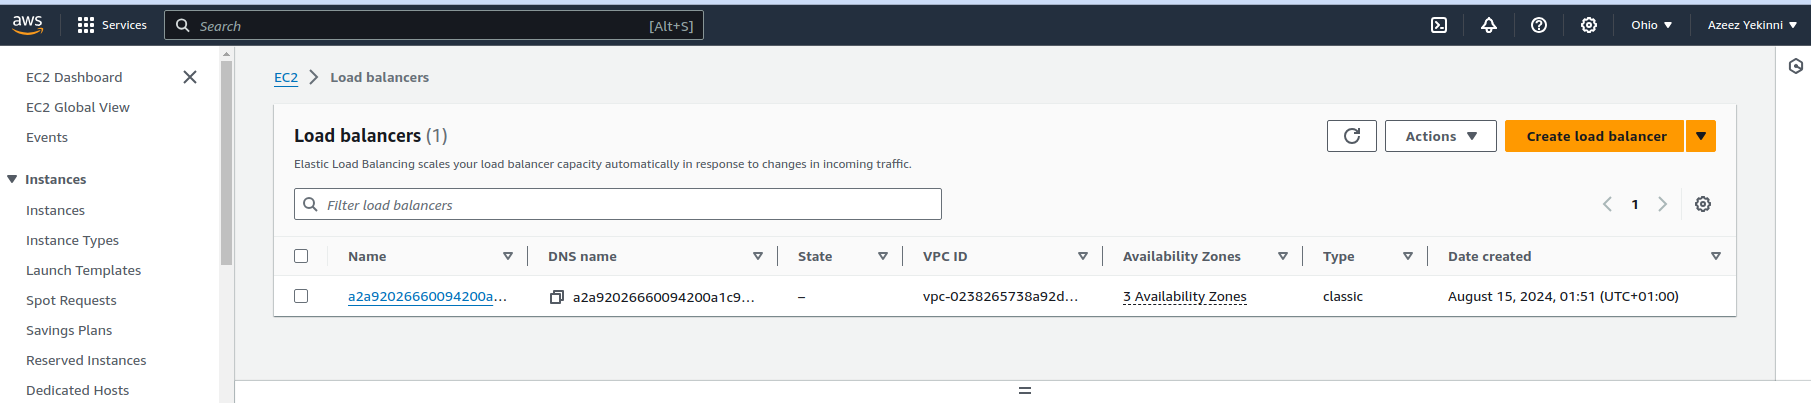 aws Services Search [Alt+S] Ohio Azeez Yekinni
EC2 Dashboard
EC2 Global View
Events
Instances
Instances
Instance Types
Launch Templates
Spot Requests
Savings Plans
Reserved Instances
Dedicated Hosts
EC2 Load balancers
Load balancers (1)
Actions Create load balancer
Elastic Load Balancing scales your load balancer capacity automatically in response to changes in incoming traffic.
Filter load balancers
1
Name DNS name State VPC ID Availability Zones Type Date created
a2a92026660094200a... a2a92026660094200a1c9... – vpc-0238265738a92d... 3 Availability Zones classic August 15, 2024, 01:51 (UTC+01:00)